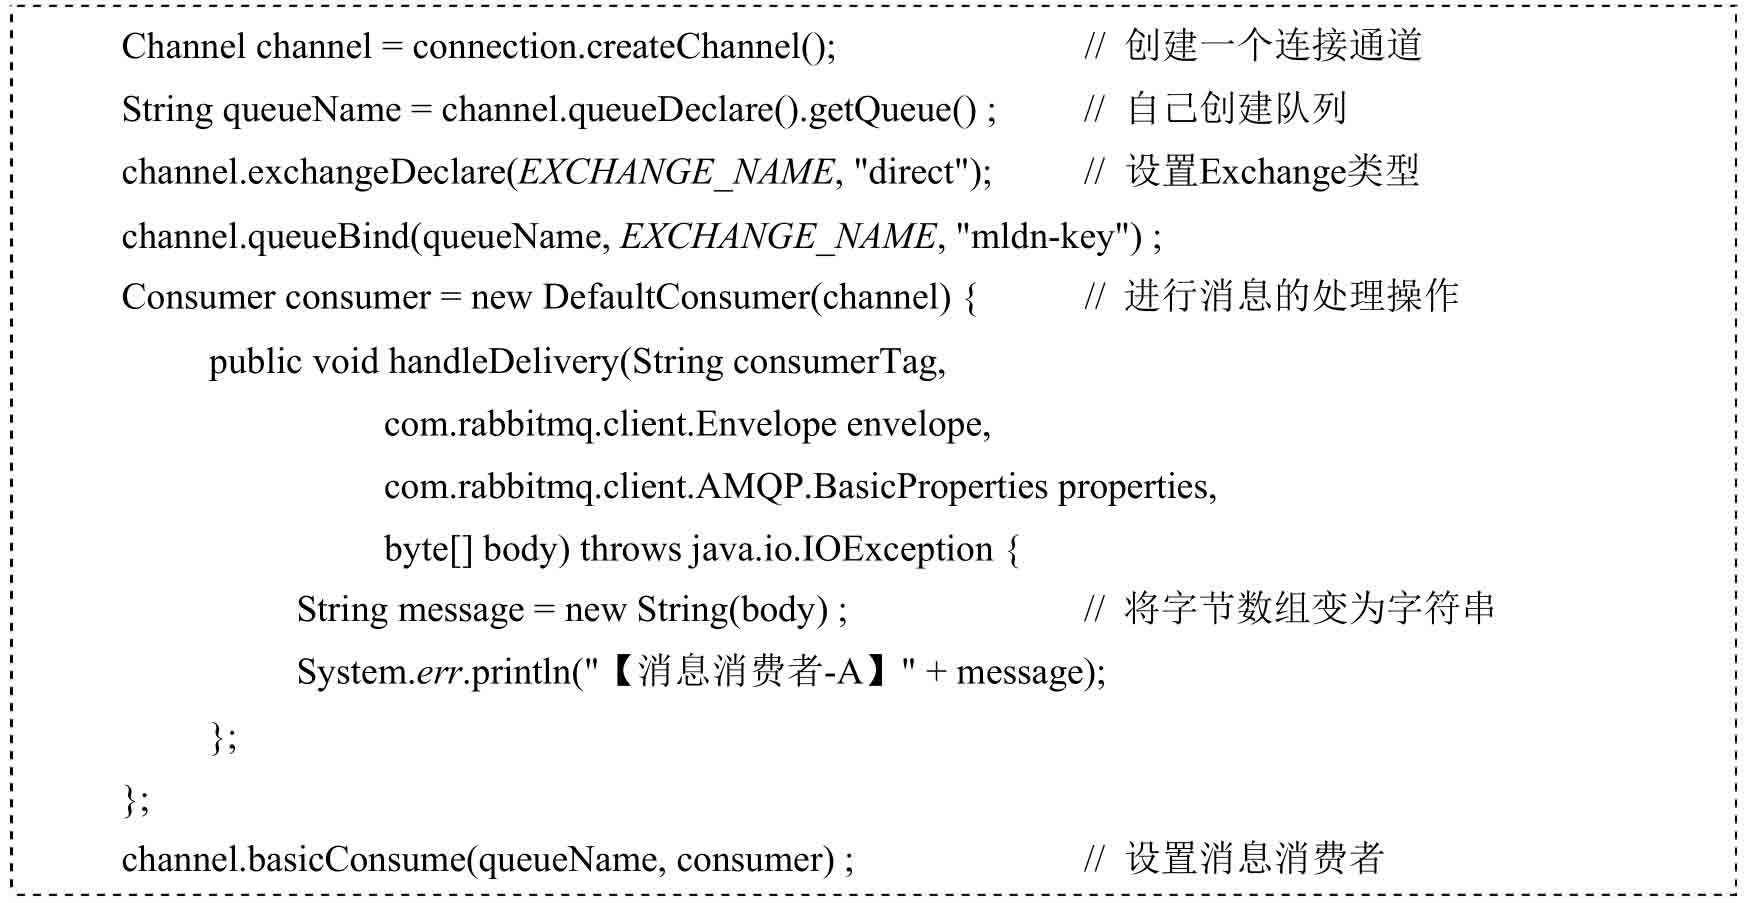 Channel channel = connection.createChannel(); // 创建一个连接通道
String queueName = channel.queueDeclare().getQueue() ; // 自己创建队列
channel.exchangeDeclare(EXCHANGE_NAME, "direct"); // 设置Exchange类型
channel.queueBind(queueName, EXCHANGE_NAME, "mldn-key") ;
Consumer consumer = new DefaultConsumer(channel) { // 进行消息的处理操作
public void handleDelivery(String consumerTag,
com.rabbitmq.client.Envelope envelope,
com.rabbitmq.client.AMQP.BasicProperties properties,
byte[] body) throws java.io.IOException {
String message = new String(body) ; // 将字节数组变为字符串
System.err.println("【消息消费者-A】" + message);
};
};
channel.basicConsume(queueName, consumer) ; // 设置消息消费者